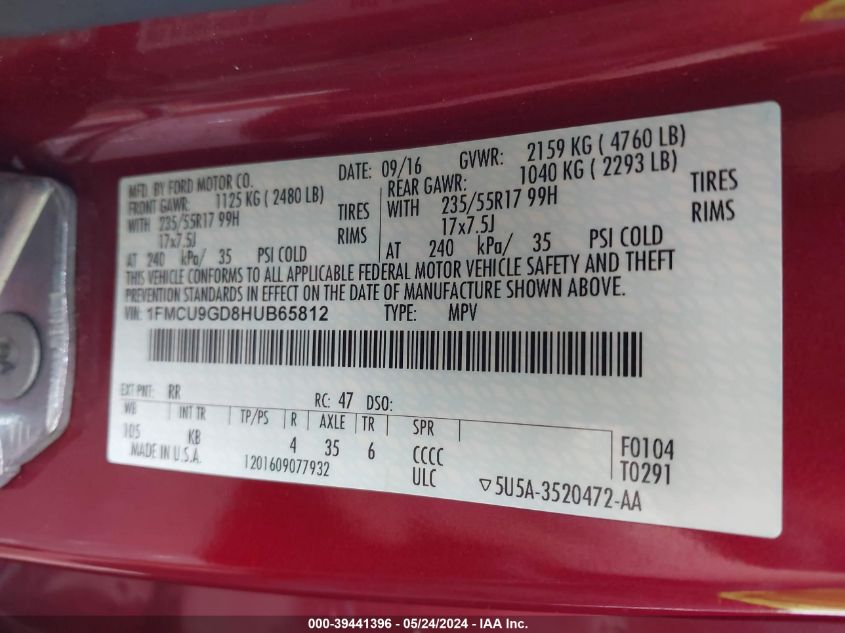 MFD. BY FORD MOTOR CO.
DATE: 09/16 GVWR: 2159 KG ( 4760 LB)
FRONT GAWR: 1125 KG ( 2480 LB)
WITH 235/55R17 99H TIRES
17x7.5J RIMS
AT 240 kPa/ 35 PSI COLD
REAR GAWR: 1040 KG ( 2293 LB)
WITH 235/55R17 99H TIRES
17x7.5J RIMS
AT 240 kPa/ 35 PSI COLD
THIS VEHICLE CONFORMS TO ALL APPLICABLE FEDERAL MOTOR VEHICLE SAFETY AND THEFT
PREVENTION STANDARDS IN EFFECT ON THE DATE OF MANUFACTURE SHOWN ABOVE.
VIN: 1FMCU9GD8HUB65812 TYPE: MPV
EXT PNT: RR RC: 47 DSO:
WB INT TR TP/PS R AXLE TR SPR
105 KB 4 35 6 CCCC
F0104
MADE IN U.S.A. 1201609077932 ULC
T0291
▽5U5A-3520472-AA
000-39441396 - 05/24/2024 - IAA Inc.